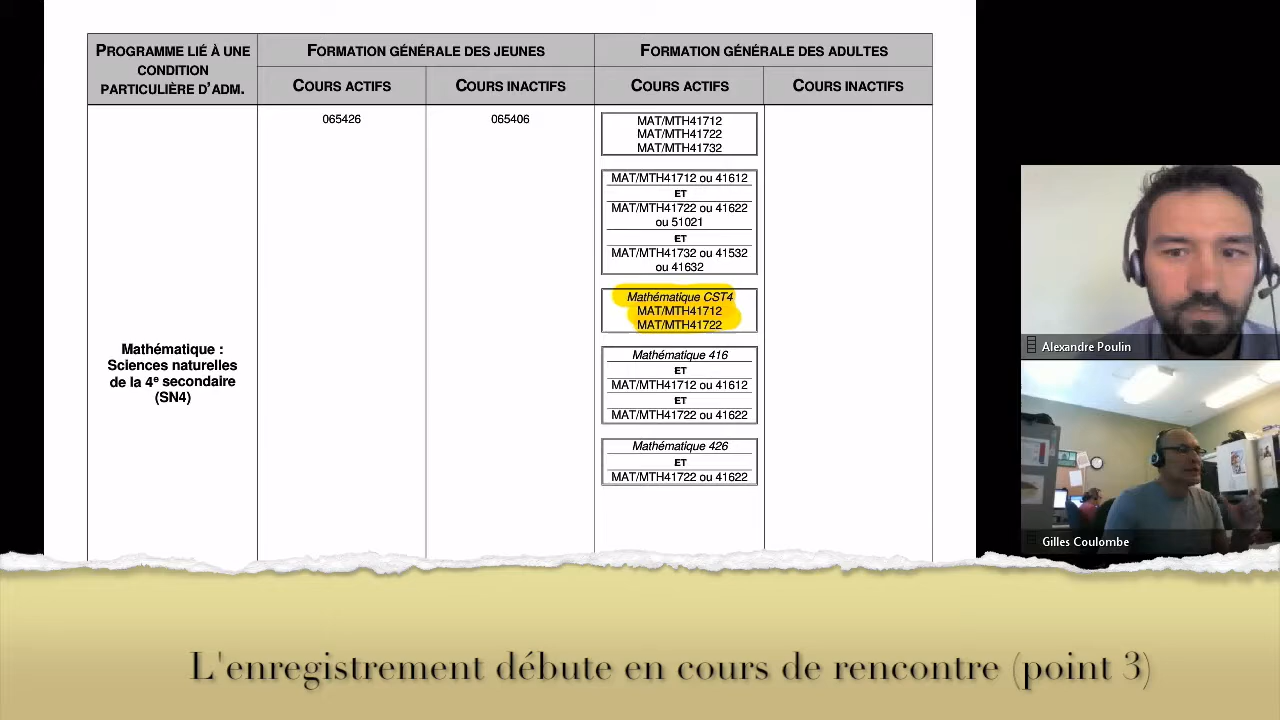 PROGRAMME LIÉ À UNE
CONDITION
PARTICULIÈRE D'ADM.
FORMATION GÉNÉRALE DES JEUNES
FORMATION GÉNÉRALE DES ADULTES
COURS ACTIFS
COURS INACTIFS
COURS ACTIFS
COURS INACTIFS
Mathématique :
Sciences naturelles
de la 4e secondaire
(SN4)
065426
065406
MAT/MTH41712
MAT/MTH41722
MAT/MTH41732
MAT/MTH41712 ou 41612
ET
MAT/MTH41722 ou 41622
ou 51021
ET
MAT/MTH41732 ou 41532
ou 41632
Mathématique CST4
MAT/MTH41712
MAT/MTH41722
Mathématique 416
ET
MAT/MTH41712 ou 41612
ET
MAT/MTH41722 ou 41622
Mathématique 426
ET
MAT/MTH41722 ou 41622
Alexandre Poulin
Gilles Coulombe
L'enregistrement débute en cours de rencontre (point 3)